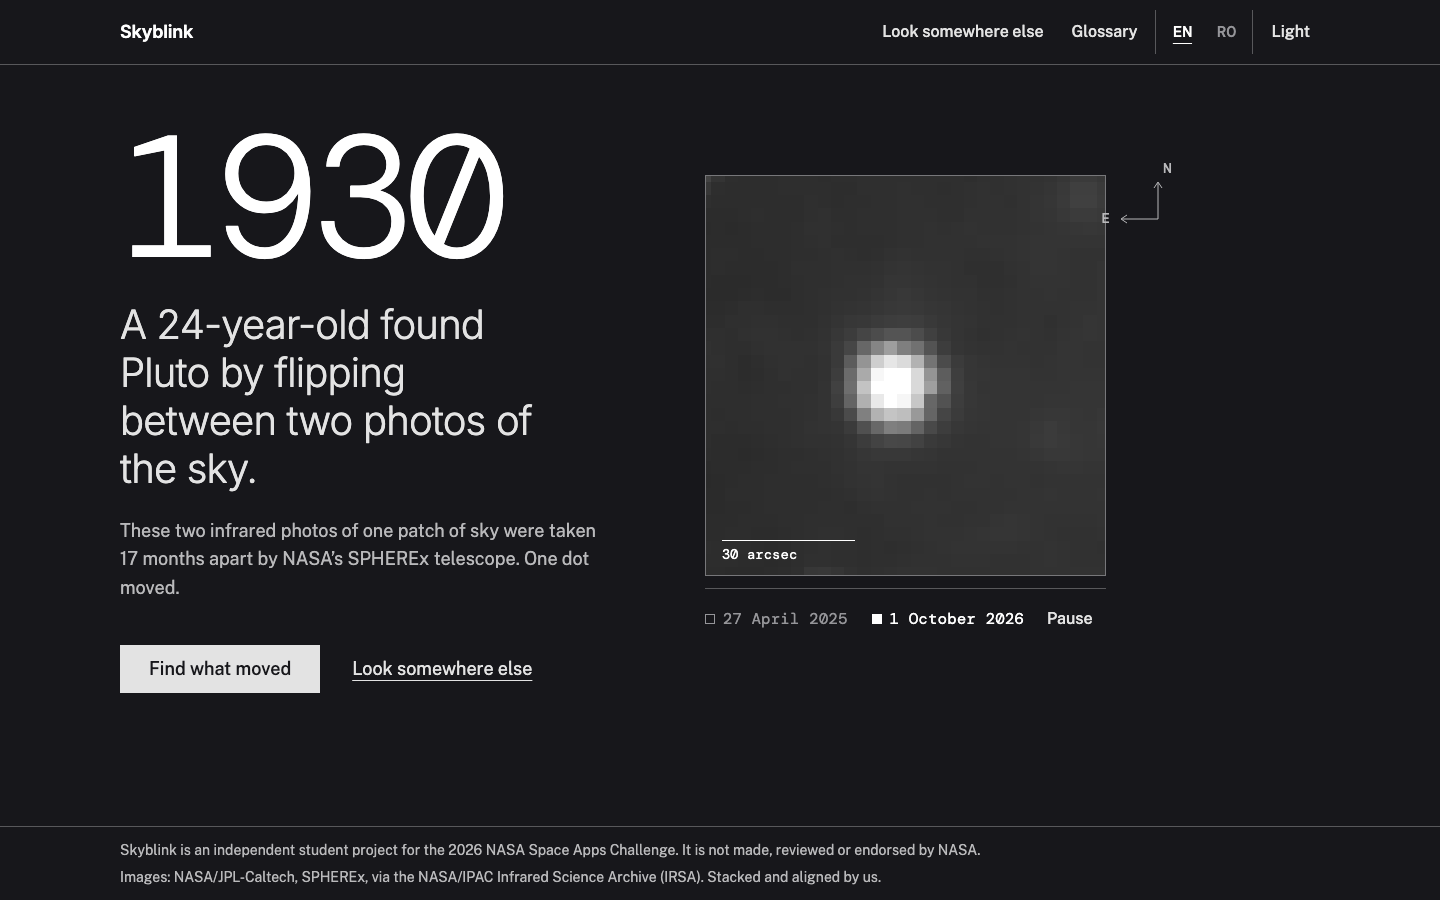 Skyblink
Look somewhere else Glossary EN RO Light
1930
A 24-year-old found
Pluto by flipping
between two photos of
the sky.
These two infrared photos of one patch of sky were taken
17 months apart by NASA’s SPHEREx telescope. One dot
moved.
Find what moved Look somewhere else
N
E
30 arcsec
27 April 2025 1 October 2026 Pause
Skyblink is an independent student project for the 2026 NASA Space Apps Challenge. It is not made, reviewed or endorsed by NASA.
Images: NASA/JPL-Caltech, SPHEREx, via the NASA/IPAC Infrared Science Archive (IRSA). Stacked and aligned by us.